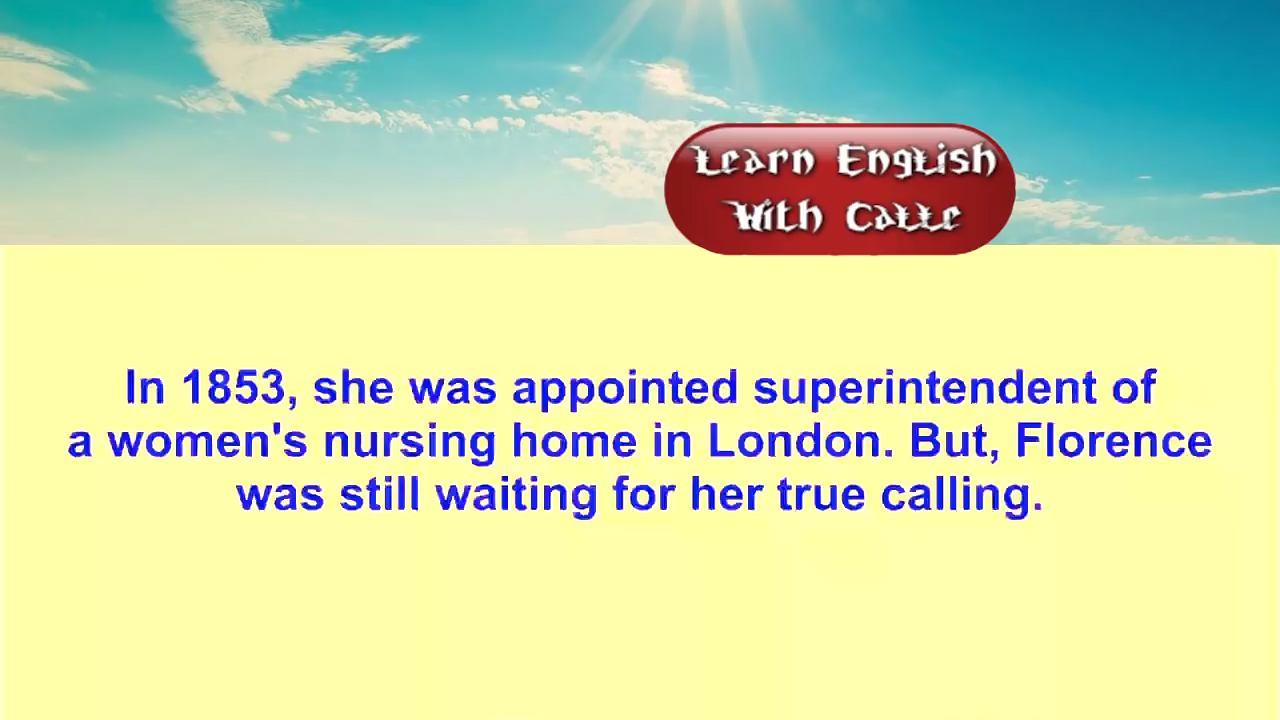 Learn English
With Calle
In 1853, she was appointed superintendent of
a women's nursing home in London. But, Florence
was still waiting for her true calling.